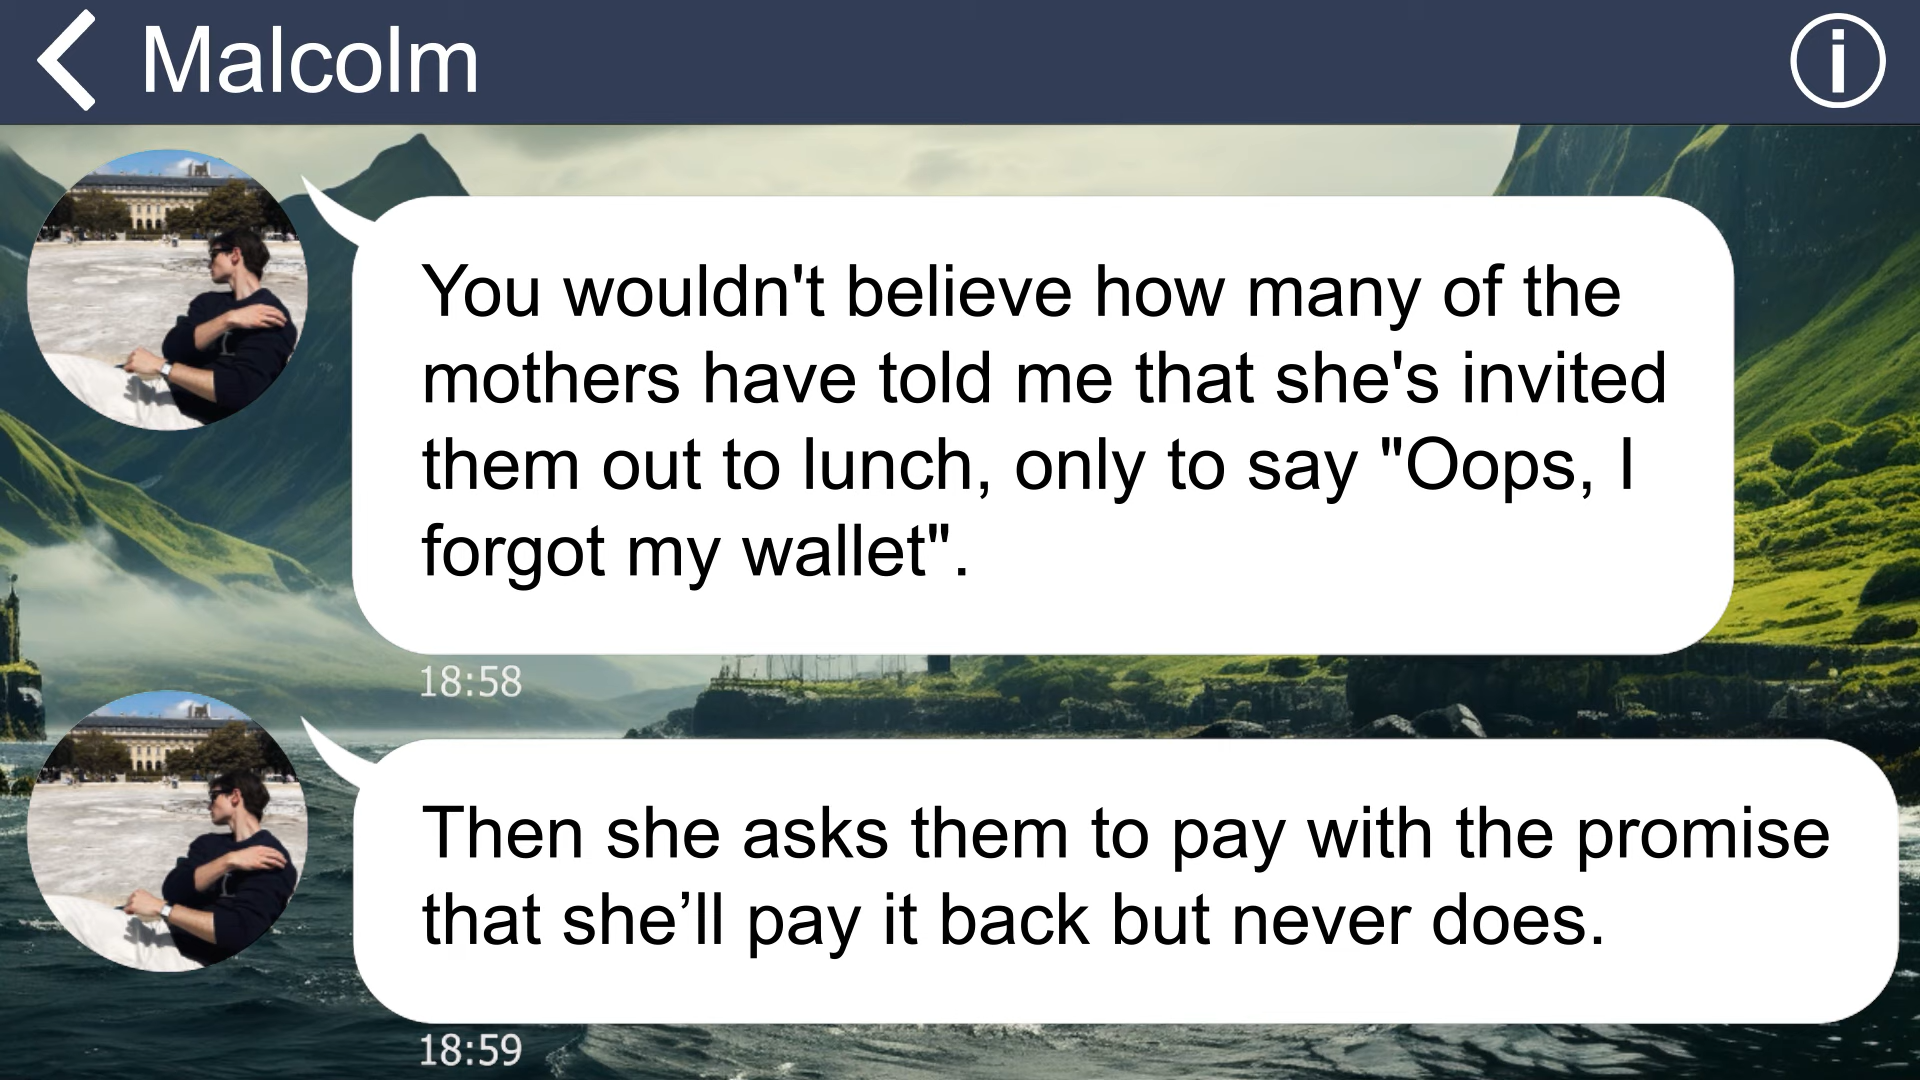 Malcolm
You wouldn't believe how many of the
mothers have told me that she's invited
them out to lunch, only to say "Oops, I
forgot my wallet".
18:58
Then she asks them to pay with the promise
that she’ll pay it back but never does.
18:59